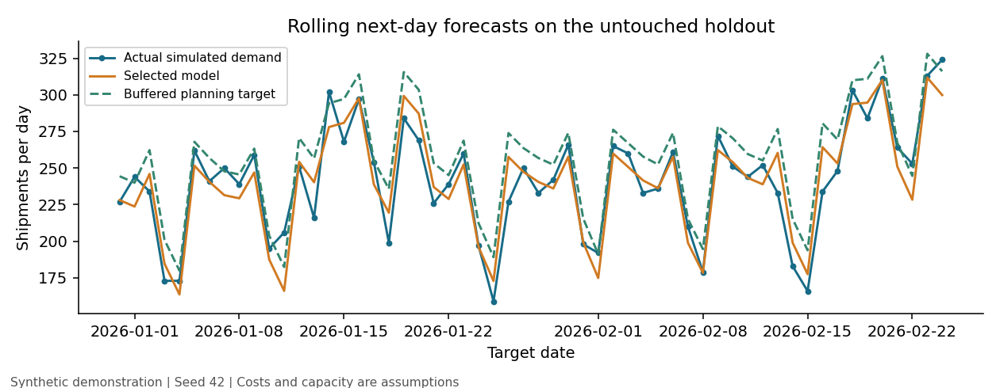 Rolling next-day forecasts on the untouched holdout
Actual simulated demand
Selected model
Buffered planning target
Shipments per day
325
300
275
250
225
200
175
2026-01-01 2026-01-08 2026-01-15 2026-01-22 2026-02-01 2026-02-08 2026-02-15 2026-02-22
Target date
Synthetic demonstration | Seed 42 | Costs and capacity are assumptions